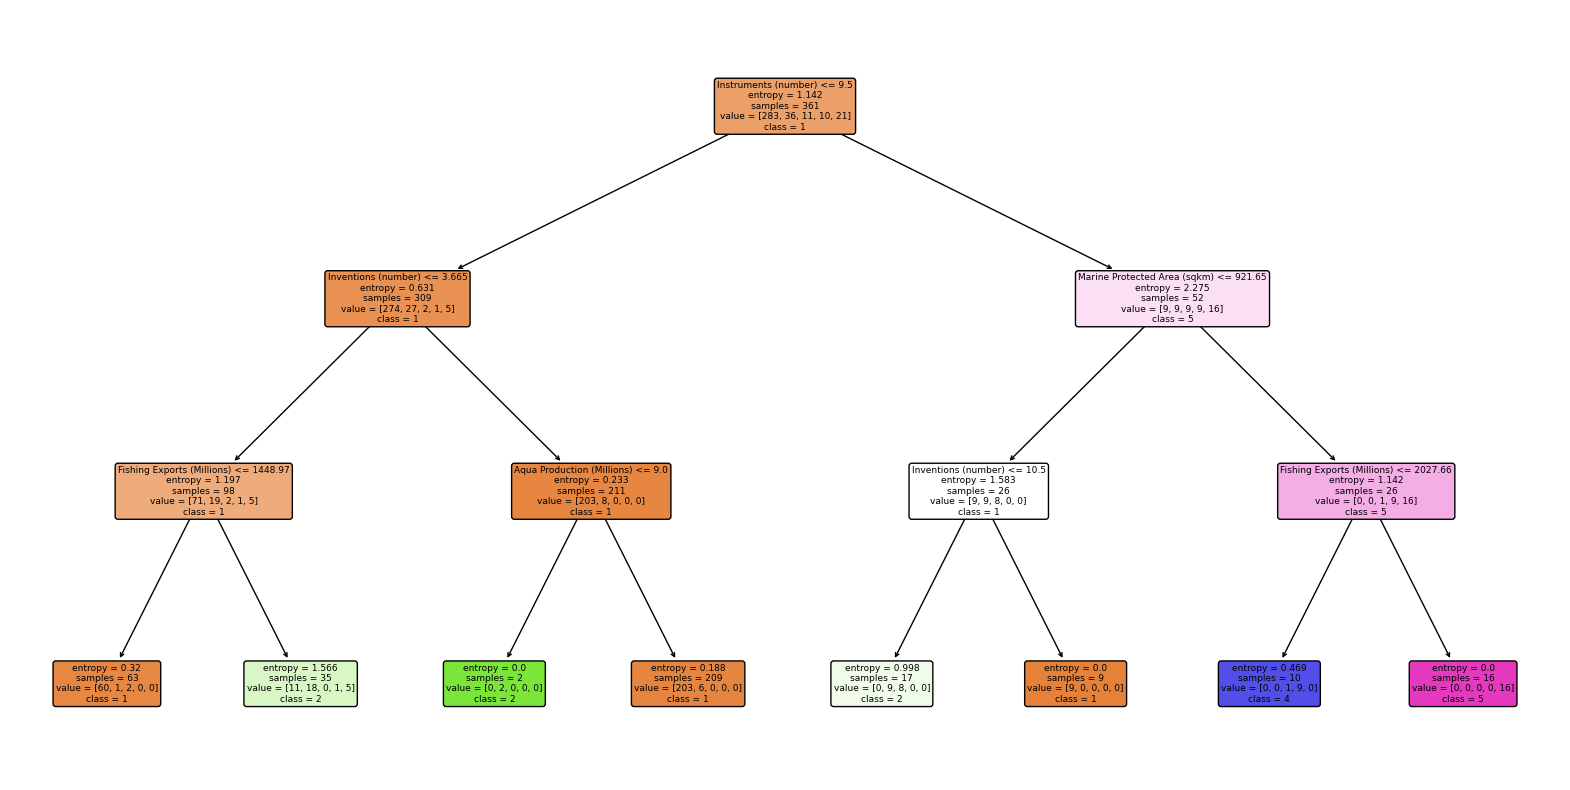 Instruments (number) <= 9.5
entropy = 1.142
samples = 361
value = [283, 36, 11, 10, 21]
class = 1
Inventions (number) <= 3.665
entropy = 0.631
samples = 309
value = [274, 27, 2, 1, 5]
class = 1
Marine Protected Area (sqkm) <= 921.65
entropy = 2.275
samples = 52
value = [9, 9, 9, 9, 16]
class = 5
Fishing Exports (Millions) <= 1448.97
entropy = 1.197
samples = 98
value = [71, 19, 2, 1, 5]
class = 1
Aqua Production (Millions) <= 9.0
entropy = 0.233
samples = 211
value = [203, 8, 0, 0, 0]
class = 1
Inventions (number) <= 10.5
entropy = 1.583
samples = 26
value = [9, 9, 8, 0, 0]
class = 1
Fishing Exports (Millions) <= 2027.66
entropy = 1.142
samples = 26
value = [0, 0, 1, 9, 16]
class = 5
entropy = 0.32
samples = 63
value = [60, 1, 2, 0, 0]
class = 1
entropy = 1.566
samples = 35
value = [11, 18, 0, 1, 5]
class = 2
entropy = 0.0
samples = 2
value = [0, 2, 0, 0, 0]
class = 2
entropy = 0.188
samples = 209
value = [203, 6, 0, 0, 0]
class = 1
entropy = 0.998
samples = 17
value = [0, 9, 8, 0, 0]
class = 2
entropy = 0.0
samples = 9
value = [9, 0, 0, 0, 0]
class = 1
entropy = 0.469
samples = 10
value = [0, 0, 1, 9, 0]
class = 4
entropy = 0.0
samples = 16
value = [0, 0, 0, 0, 16]
class = 5